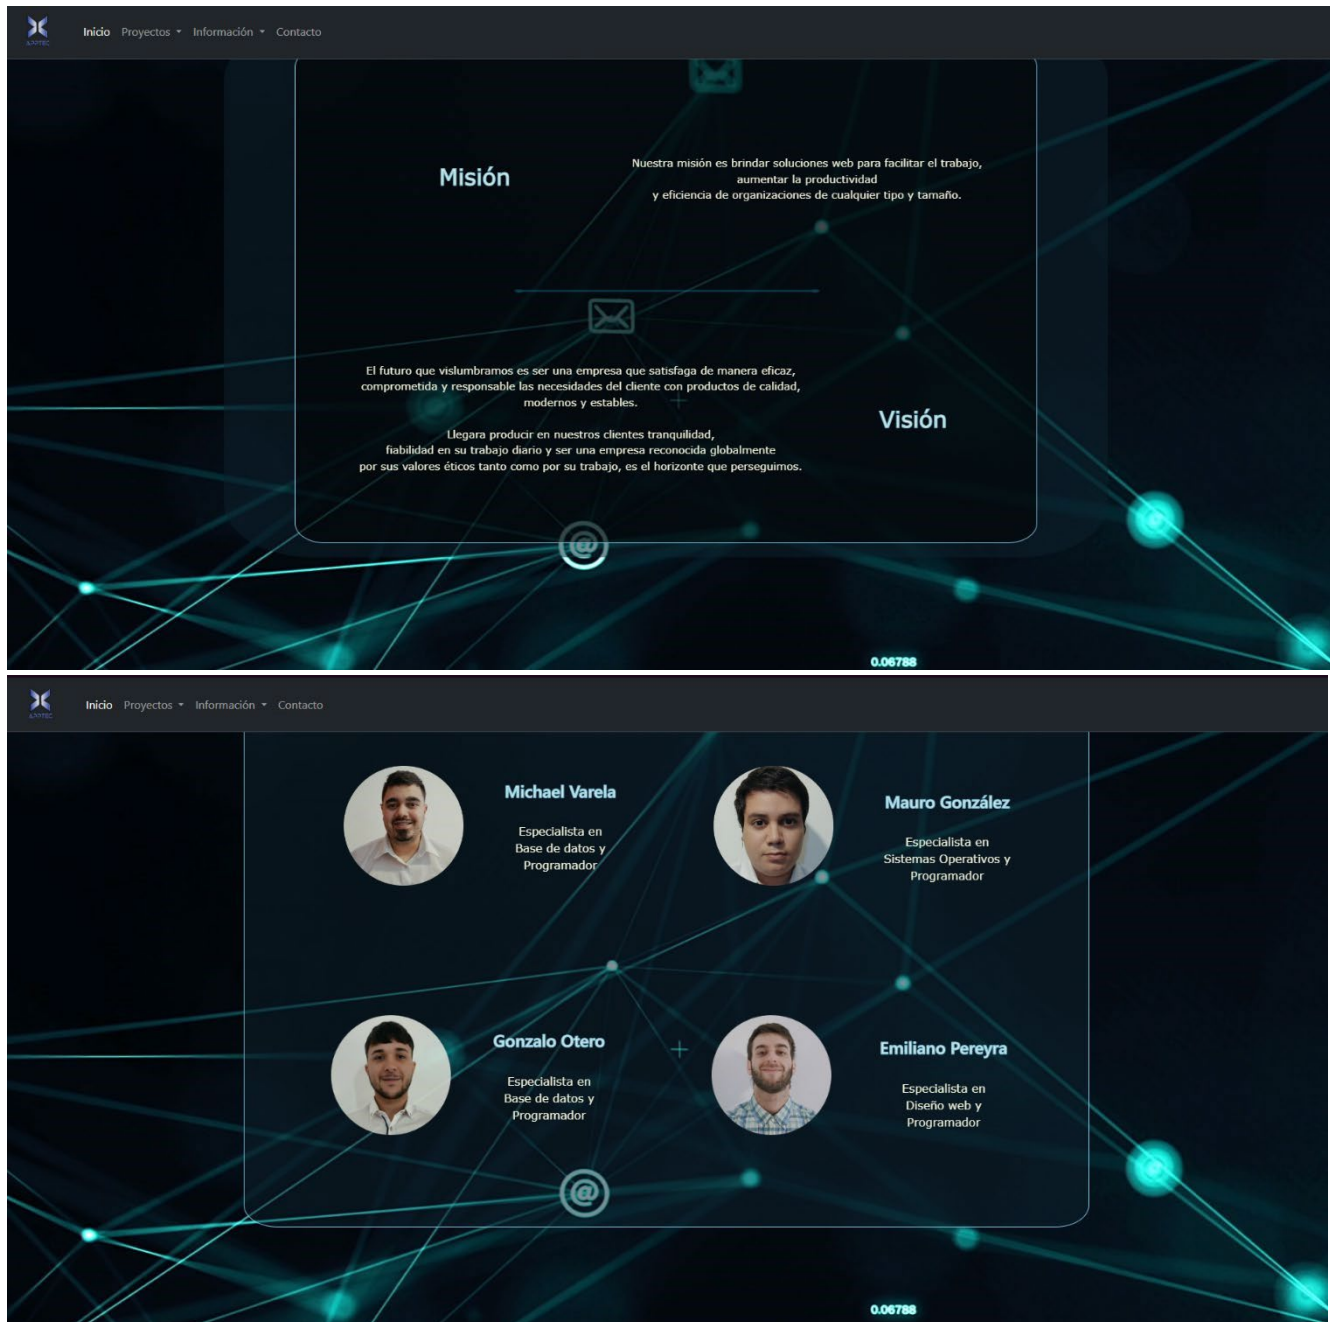 APPTEC
Inicio Proyectos Información Contacto
Misión
Nuestra misión es brindar soluciones web para facilitar el trabajo,
aumentar la productividad
y eficiencia de organizaciones de cualquier tipo y tamaño.
El futuro que vislumbramos es ser una empresa que satisfaga de manera eficaz,
comprometida y responsable las necesidades del cliente con productos de calidad,
modernos y estables.
Llegara producir en nuestros clientes tranquilidad,
fiabilidad en su trabajo diario y ser una empresa reconocida globalmente
por sus valores éticos tanto como por su trabajo, es el horizonte que perseguimos.
Visión
@
0.06788
APPTEC
Inicio Proyectos Información Contacto
Michael Varela
Especialista en
Base de datos y
Programador
Mauro González
Especialista en
Sistemas Operativos y
Programador
Gonzalo Otero
Especialista en
Base de datos y
Programador
Emiliano Pereyra
Especialista en
Diseño web y
Programador
@
0.06788